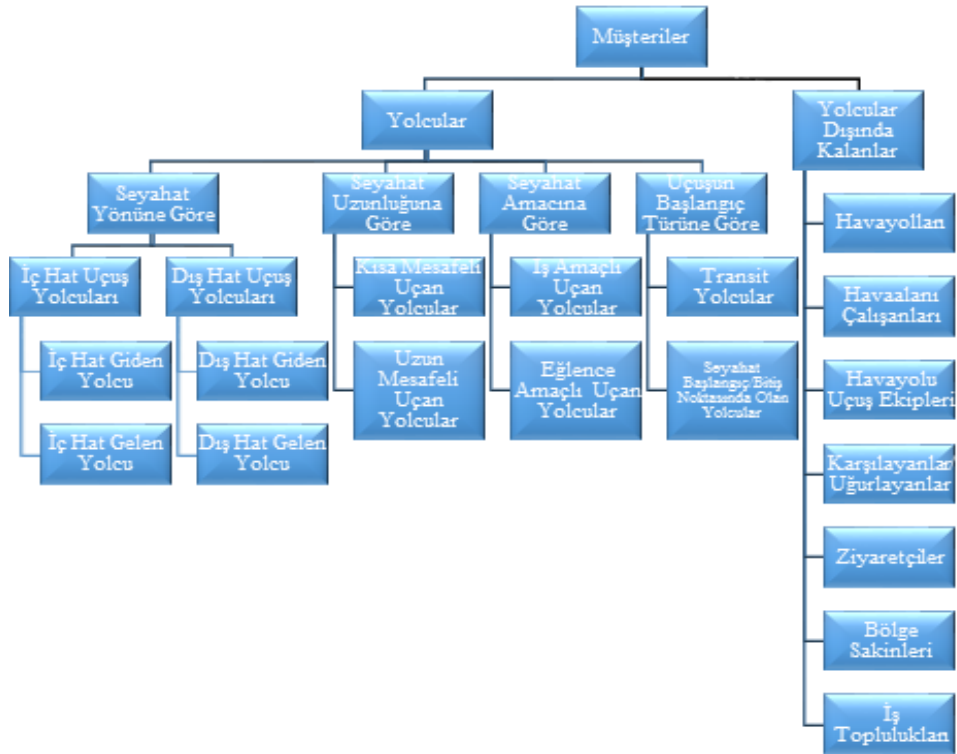 Müşteriler
Yolcular
Yolcular
Dışında
Kalanlar
Seyahat
Yönüne Göre
Seyahat
Uzunluğuna
Göre
Seyahat
Amacına
Göre
Uçuşun
Başlangıç
Türüne Göre
İç Hat Uçuş
Yolcuları
Dış Hat Uçuş
Yolcuları
Kısa Mesafeli
Uçan
Yolcular
İş Amaçlı
Uçan
Yolcular
Transit
Yolcular
İç Hat Giden
Yolcu
Dış Hat Giden
Yolcu
Uzun
Mesafeli
Uçan
Yolcular
Eğlence
Amaçlı Uçan
Yolcular
Seyahat
Başlangıç/Bitiş
Noktasında Olan
Yolcular
İç Hat Gelen
Yolcu
Dış Hat Gelen
Yolcu
Havayolları
Havaalanı
Çalışanları
Havayolu
Uçuş Ekipleri
Karşılayanlar/
Uğurlayanlar
Ziyaretçiler
Bölge
Sakinleri
İş
Toplulukları